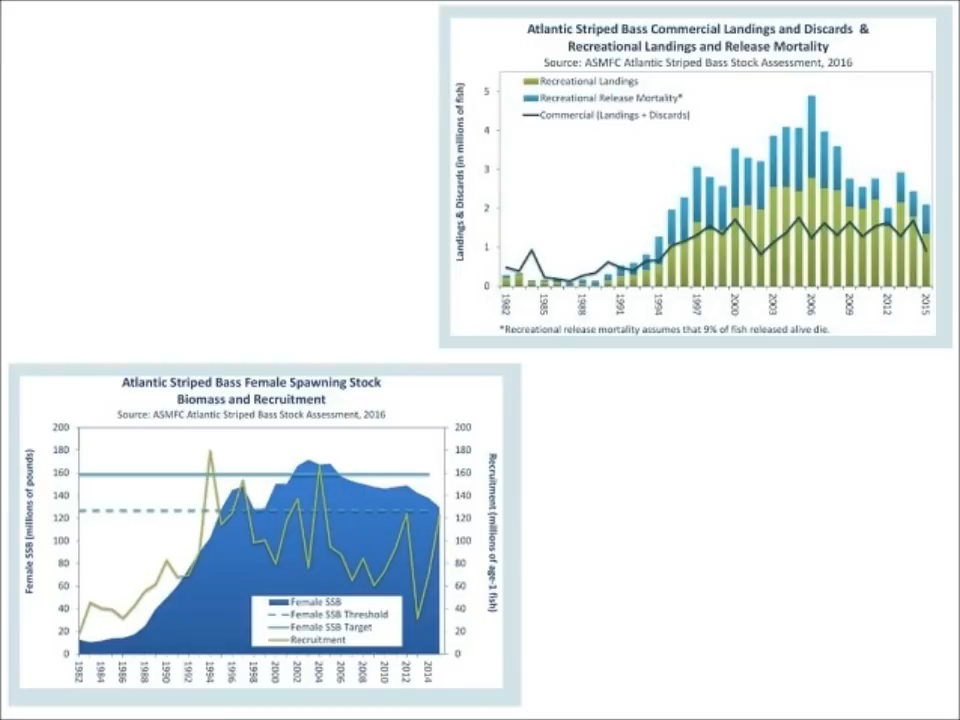 Atlantic Striped Bass Commercial Landings and Discards &
Recreational Landings and Release Mortality
Source: ASMFC Atlantic Striped Bass Stock Assessment, 2016
Landings & Discards (in millions of fish)
Recreational Landings
Recreational Release Mortality*
Commercial (Landings + Discards)
5
4
3
2
1
0
1982 1985 1988 1991 1994 1997 2000 2003 2006 2009 2012 2015
*Recreational release mortality assumes that 9% of fish released alive die.
Atlantic Striped Bass Female Spawning Stock
Biomass and Recruitment
Source: ASMFC Atlantic Striped Bass Stock Assessment, 2016
Female SSB (millions of pounds)
Recruitment (millions of age-1 fish)
200 200
180 180
160 160
140 140
120 120
100 100
80 80
60 60
40 40
20 20
0 0
Female SSB
Female SSB Threshold
Female SSB Target
Recruitment
1982 1984 1986 1988 1990 1992 1994 1996 1998 2000 2002 2004 2006 2008 2010 2012 2014